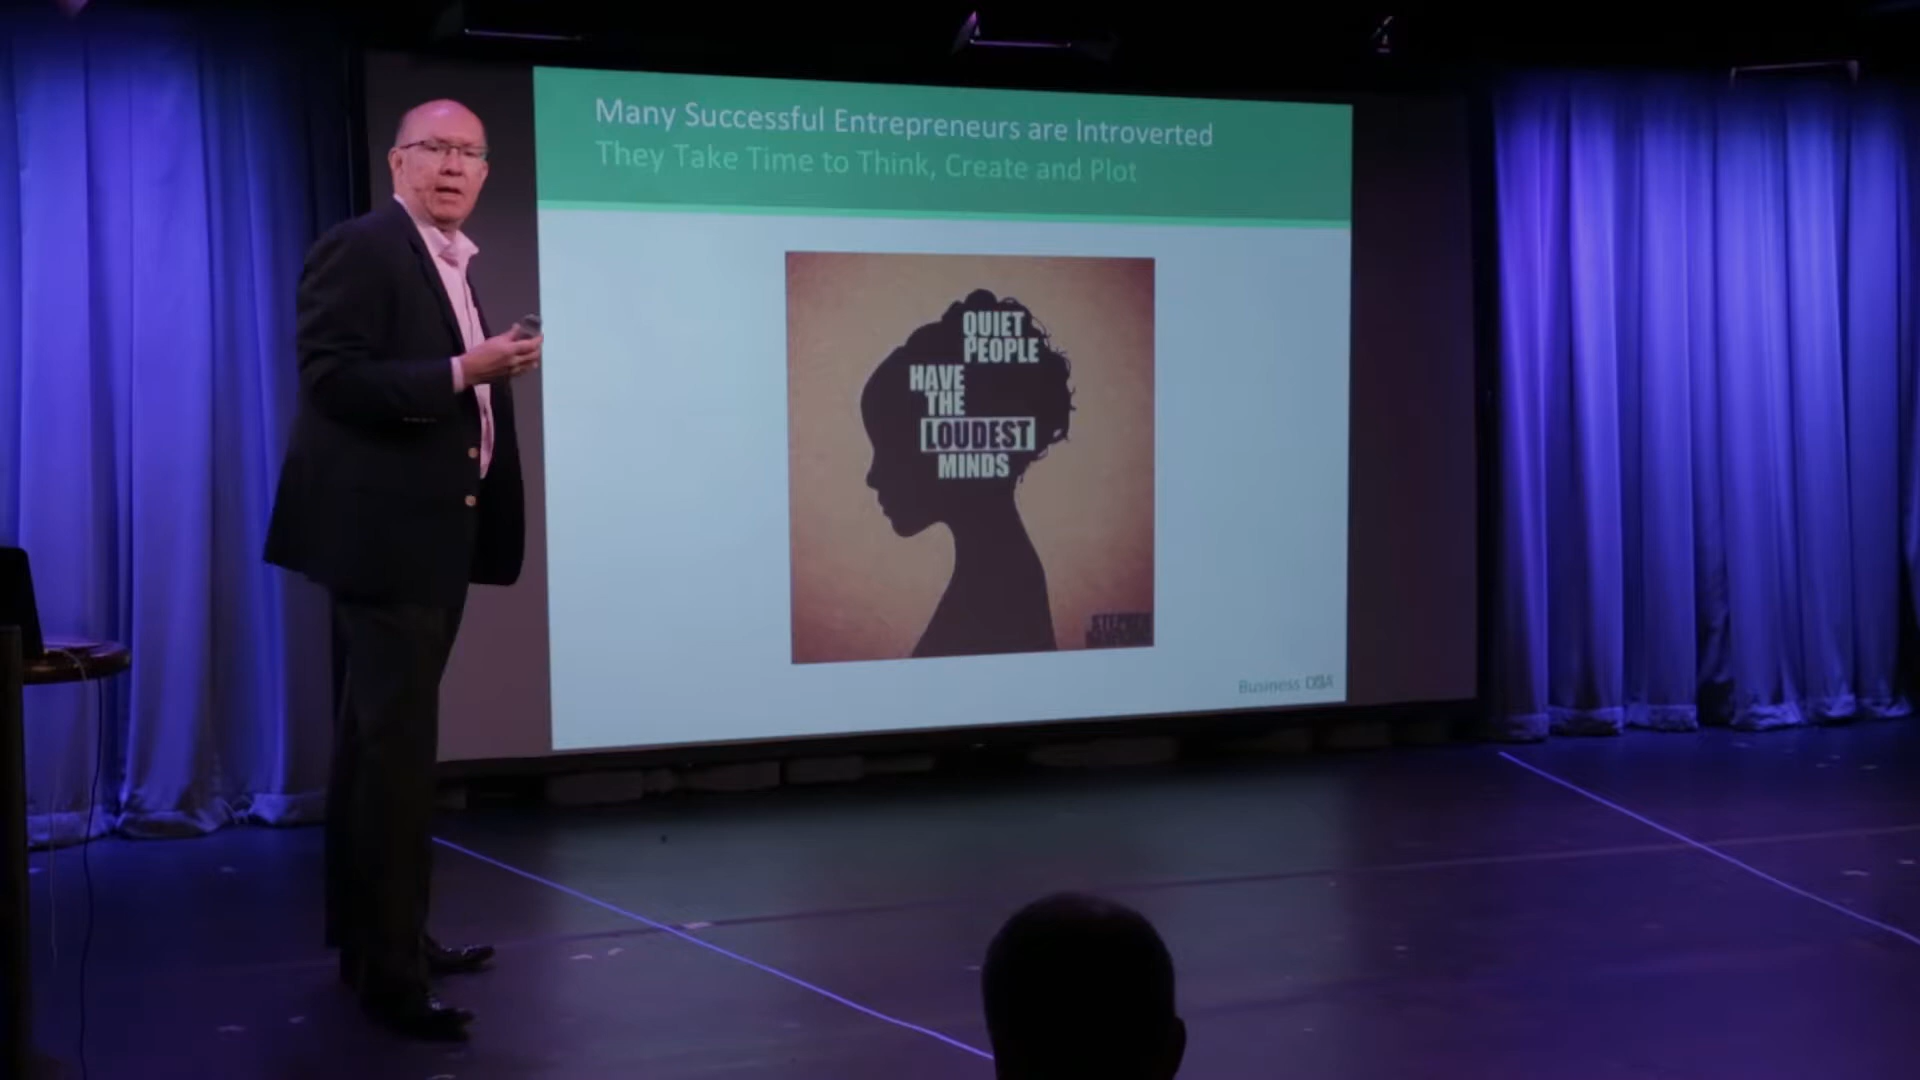 Many Successful Entrepreneurs are Introverted
They Take Time to Think, Create and Plot
QUIET
PEOPLE
HAVE
THE
LOUDEST
MINDS
Business